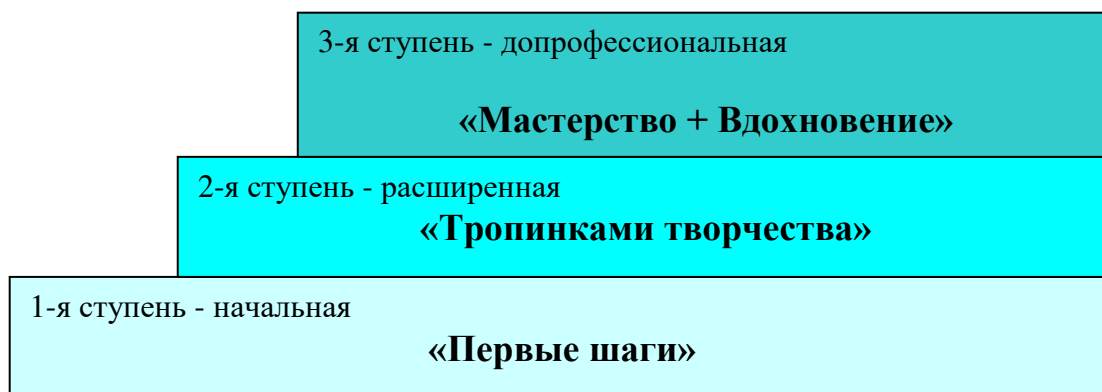 3-я ступень - допрофессиональная
«Мастерство + Вдохновение»
2-я ступень - расширенная
«Тропинками творчества»
1-я ступень - начальная
«Первые шаги»